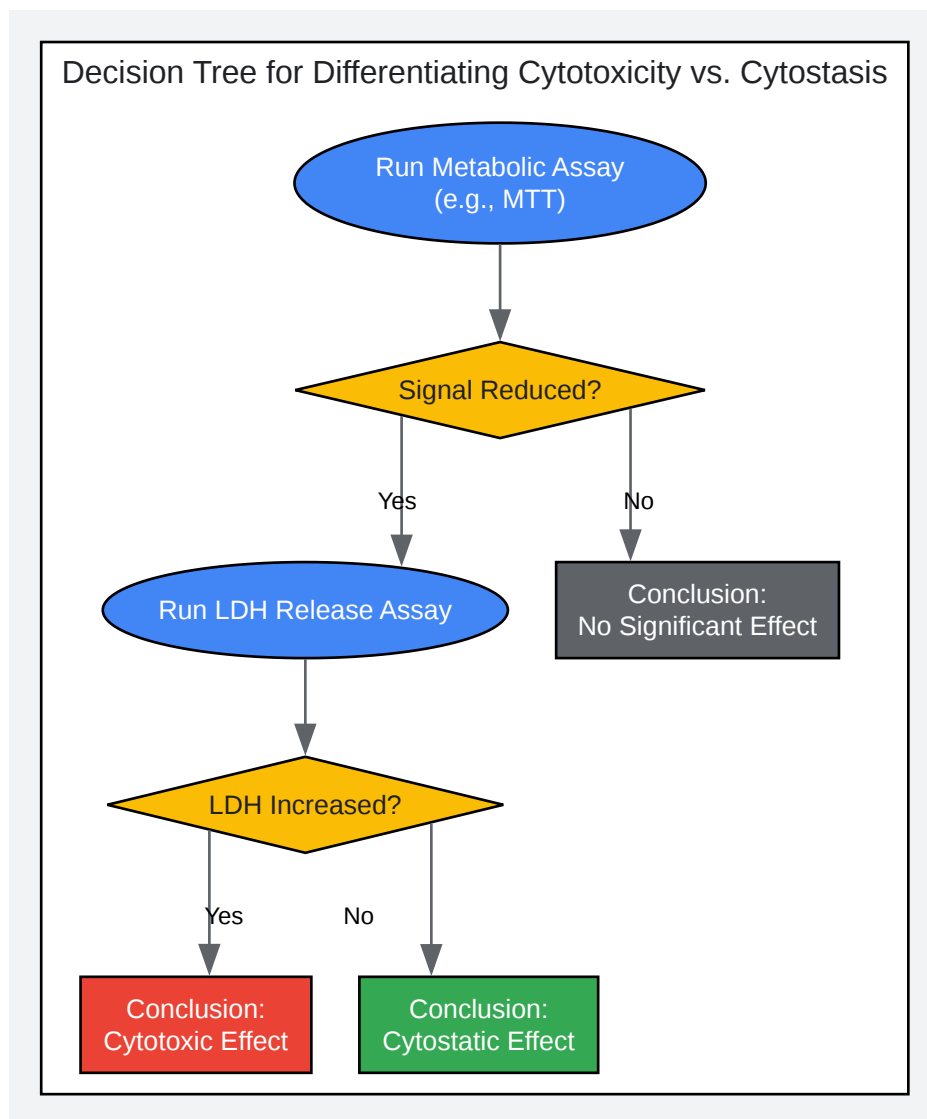 Decision Tree for Differentiating Cytotoxicity vs. Cytostasis
Run Metabolic Assay
(e.g., MTT)
Signal Reduced?
Yes
No
Run LDH Release Assay
Conclusion:
No Significant Effect
LDH Increased?
Yes
No
Conclusion:
Cytotoxic Effect
Conclusion:
Cytostatic Effect